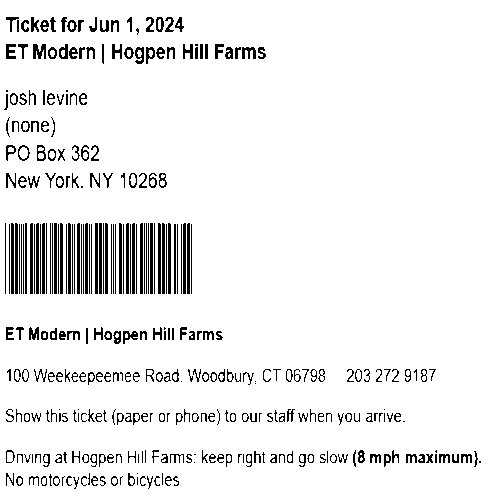 Ticket for Jun 1, 2024
ET Modern | Hogpen Hill Farms
josh levine
(none)
PO Box 362
New York, NY 10268
ET Modern | Hogpen Hill Farms
100 Weekeepeemee Road, Woodbury, CT 06798 203 272 9187
Show this ticket (paper or phone) to our staff when you arrive.
Driving at Hogpen Hill Farms: keep right and go slow (8 mph maximum).
No motorcycles or bicycles